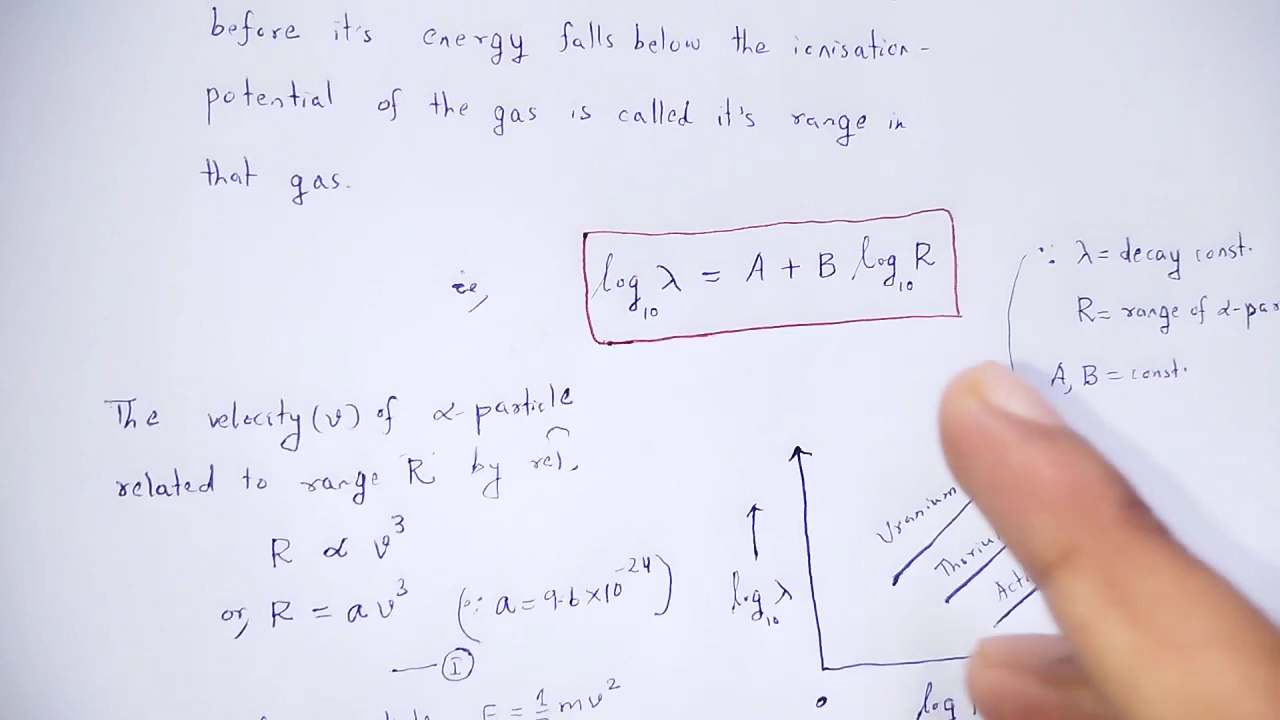 before it's energy falls below the ionisation-
potential of the gas is called it's range in
that gas.
ie, log₁₀ λ = A + B log₁₀ R
∵ λ = decay const.
R = range of α-par
A, B = const.
The velocity (v) of α-particle
related to range R by rel.
R ∝ v³
or, R = av³ (∵ a = 9.6×10⁻²⁴)
— I
E = ½ mv²
Uranium
Thoriu
Acti
log₁₀ λ
log